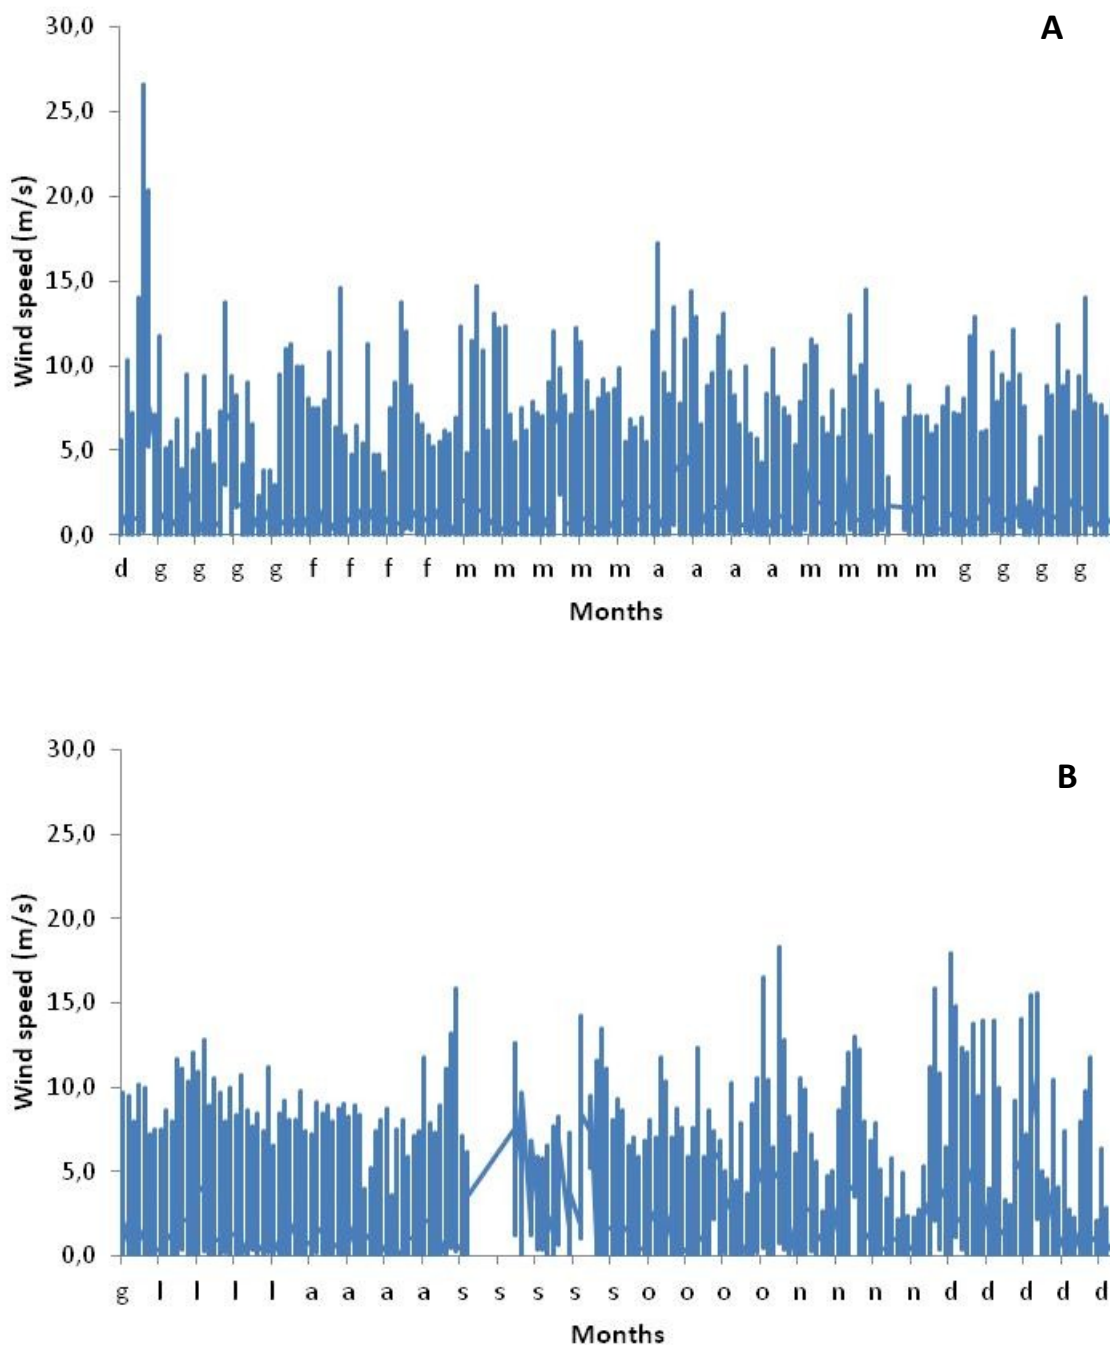 A
30,0
25,0
20,0
15,0
10,0
5,0
0,0
Wind speed (m/s)
d g g g g f f f f m m m m m a a a a m m m m g g g g
Months
B
30,0
25,0
20,0
15,0
10,0
5,0
0,0
Wind speed (m/s)
g l l l l a a a a s s s s s o o o o n n n n d d d d d
Months